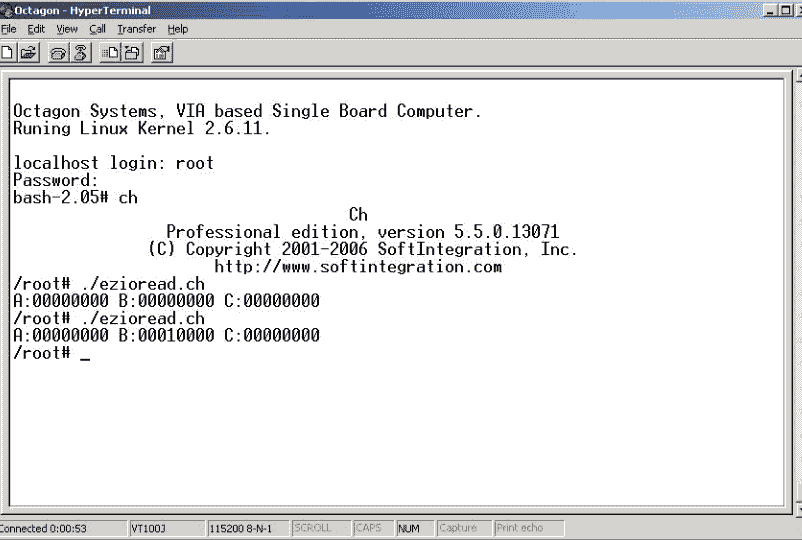 Octagon - HyperTerminal
File Edit View Call Transfer Help
Octagon Systems, VIA based Single Board Computer.
Runing Linux Kernel 2.6.11.
localhost login: root
Password:
bash-2.05# ch
Ch
Professional edition, version 5.5.0.13071
(C) Copyright 2001-2006 SoftIntegration, Inc.
http://www.softintegration.com
/root# ./ezioread.ch
A:00000000 B:00000000 C:00000000
/root# ./ezioread.ch
A:00000000 B:00010000 C:00000000
/root# _
Connected 0:00:53 VT100J 115200 8-N-1 SCROLL CAPS NUM Capture Print echo